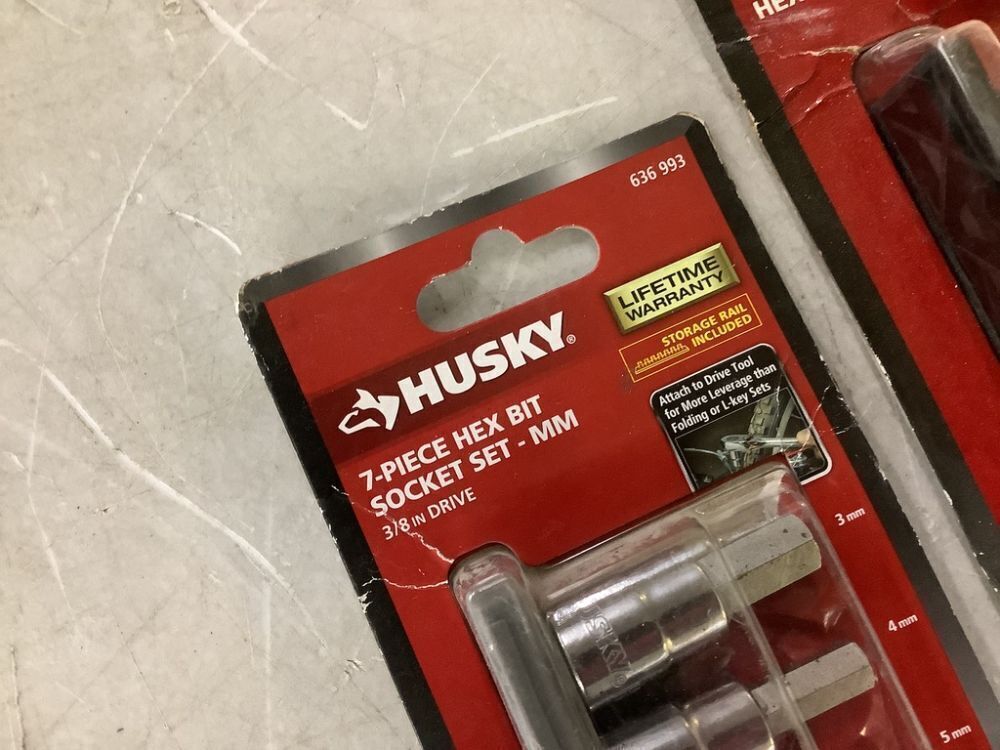 636 993
LIFETIME
WARRANTY
STORAGE RAIL
INCLUDED
HUSKY®
Attach to Drive Tool
for More Leverage than
Folding or L-key Sets
7-PIECE HEX BIT
SOCKET SET - MM
3/8 IN DRIVE
3 mm
4 mm
5 mm
HUSKY®